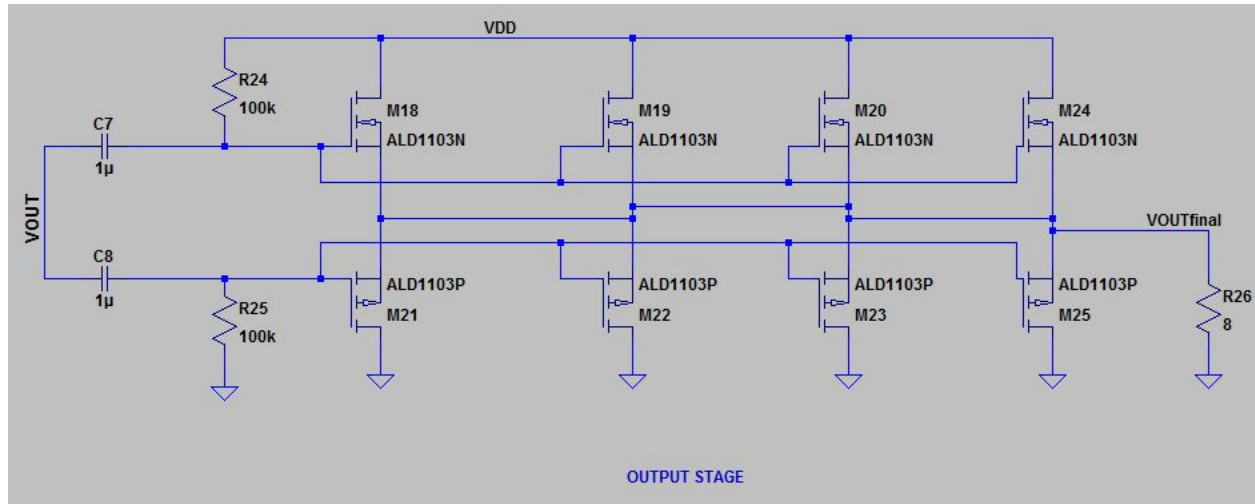 VDD
R24
100k
M18
ALD1103N
M19
ALD1103N
M20
ALD1103N
M24
ALD1103N
C7
1µ
VOUT
C8
1µ
R25
100k
ALD1103P
M21
ALD1103P
M22
ALD1103P
M23
ALD1103P
M25
VOUTfinal
R26
8
OUTPUT STAGE